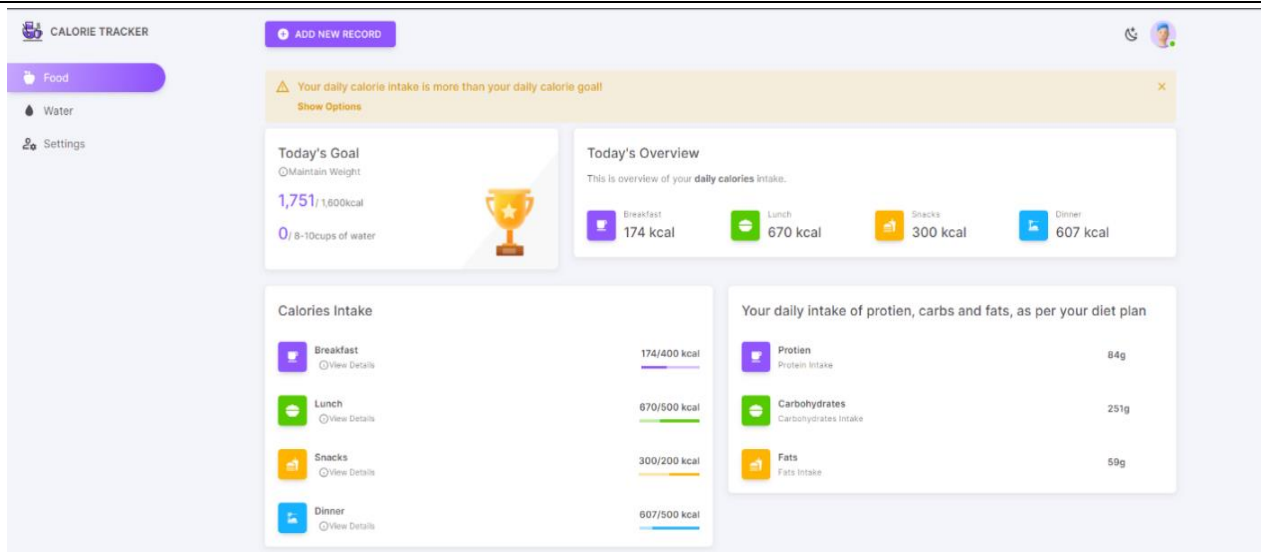 CALORIE TRACKER
ADD NEW RECORD
Food
Water
Settings
Your daily calorie intake is more than your daily calorie goal!
Show Options
Today's Goal
Maintain Weight
1,751/ 1,600kcal
0/ 8-10cups of water
Today's Overview
This is overview of your daily calories intake.
Breakfast
174 kcal
Lunch
670 kcal
Snacks
300 kcal
Dinner
607 kcal
Calories Intake
Breakfast
View Details
174/400 kcal
Lunch
View Details
670/500 kcal
Snacks
View Details
300/200 kcal
Dinner
View Details
607/500 kcal
Your daily intake of protien, carbs and fats, as per your diet plan
Protien
Protein Intake
84g
Carbohydrates
Carbohydrates Intake
251g
Fats
Fats Intake
59g